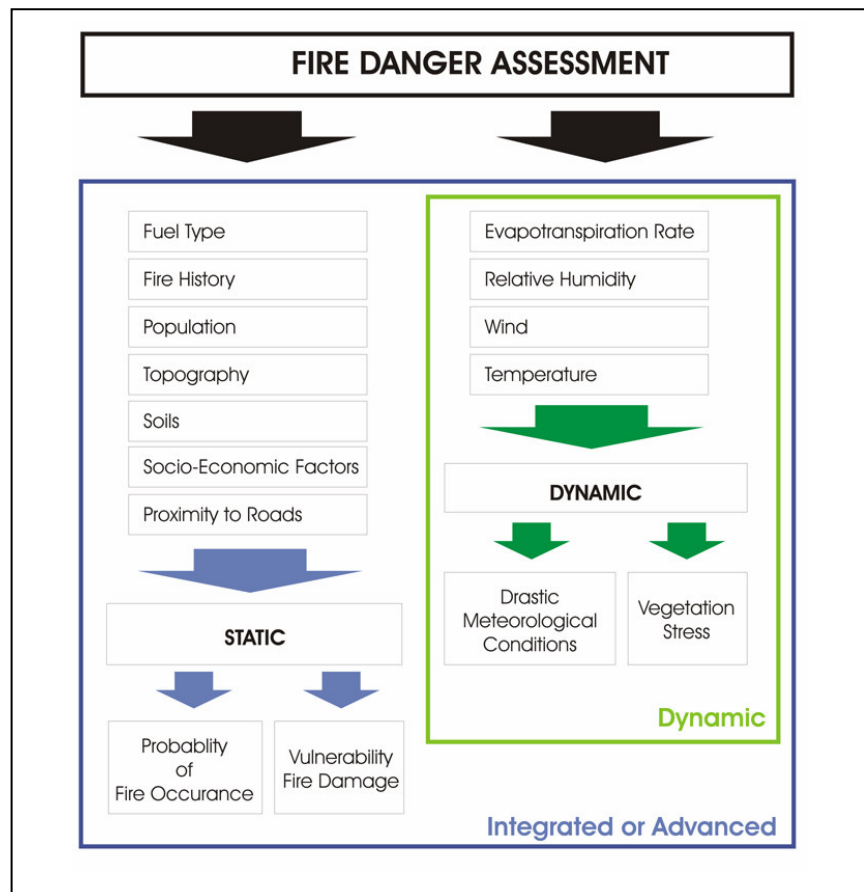 FIRE DANGER ASSESSMENT
Fuel Type
Fire History
Population
Topography
Soils
Socio-Economic Factors
Proximity to Roads
STATIC
Probablity
of
Fire Occurance
Vulnerability
Fire Damage
Evapotranspiration Rate
Relative Humidity
Wind
Temperature
DYNAMIC
Drastic
Meteorological
Conditions
Vegetation
Stress
Dynamic
Integrated or Advanced